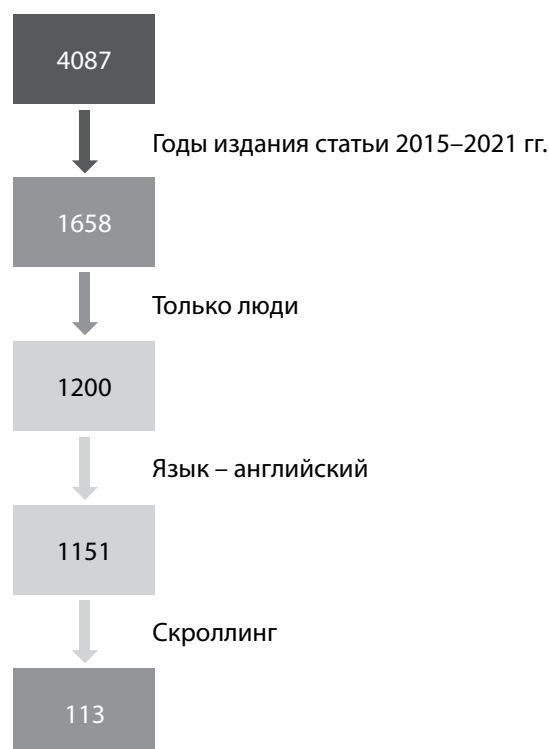 4087
Годы издания статьи 2015–2021 гг.
1658
Только люди
1200
Язык – английский
1151
Скроллинг
113